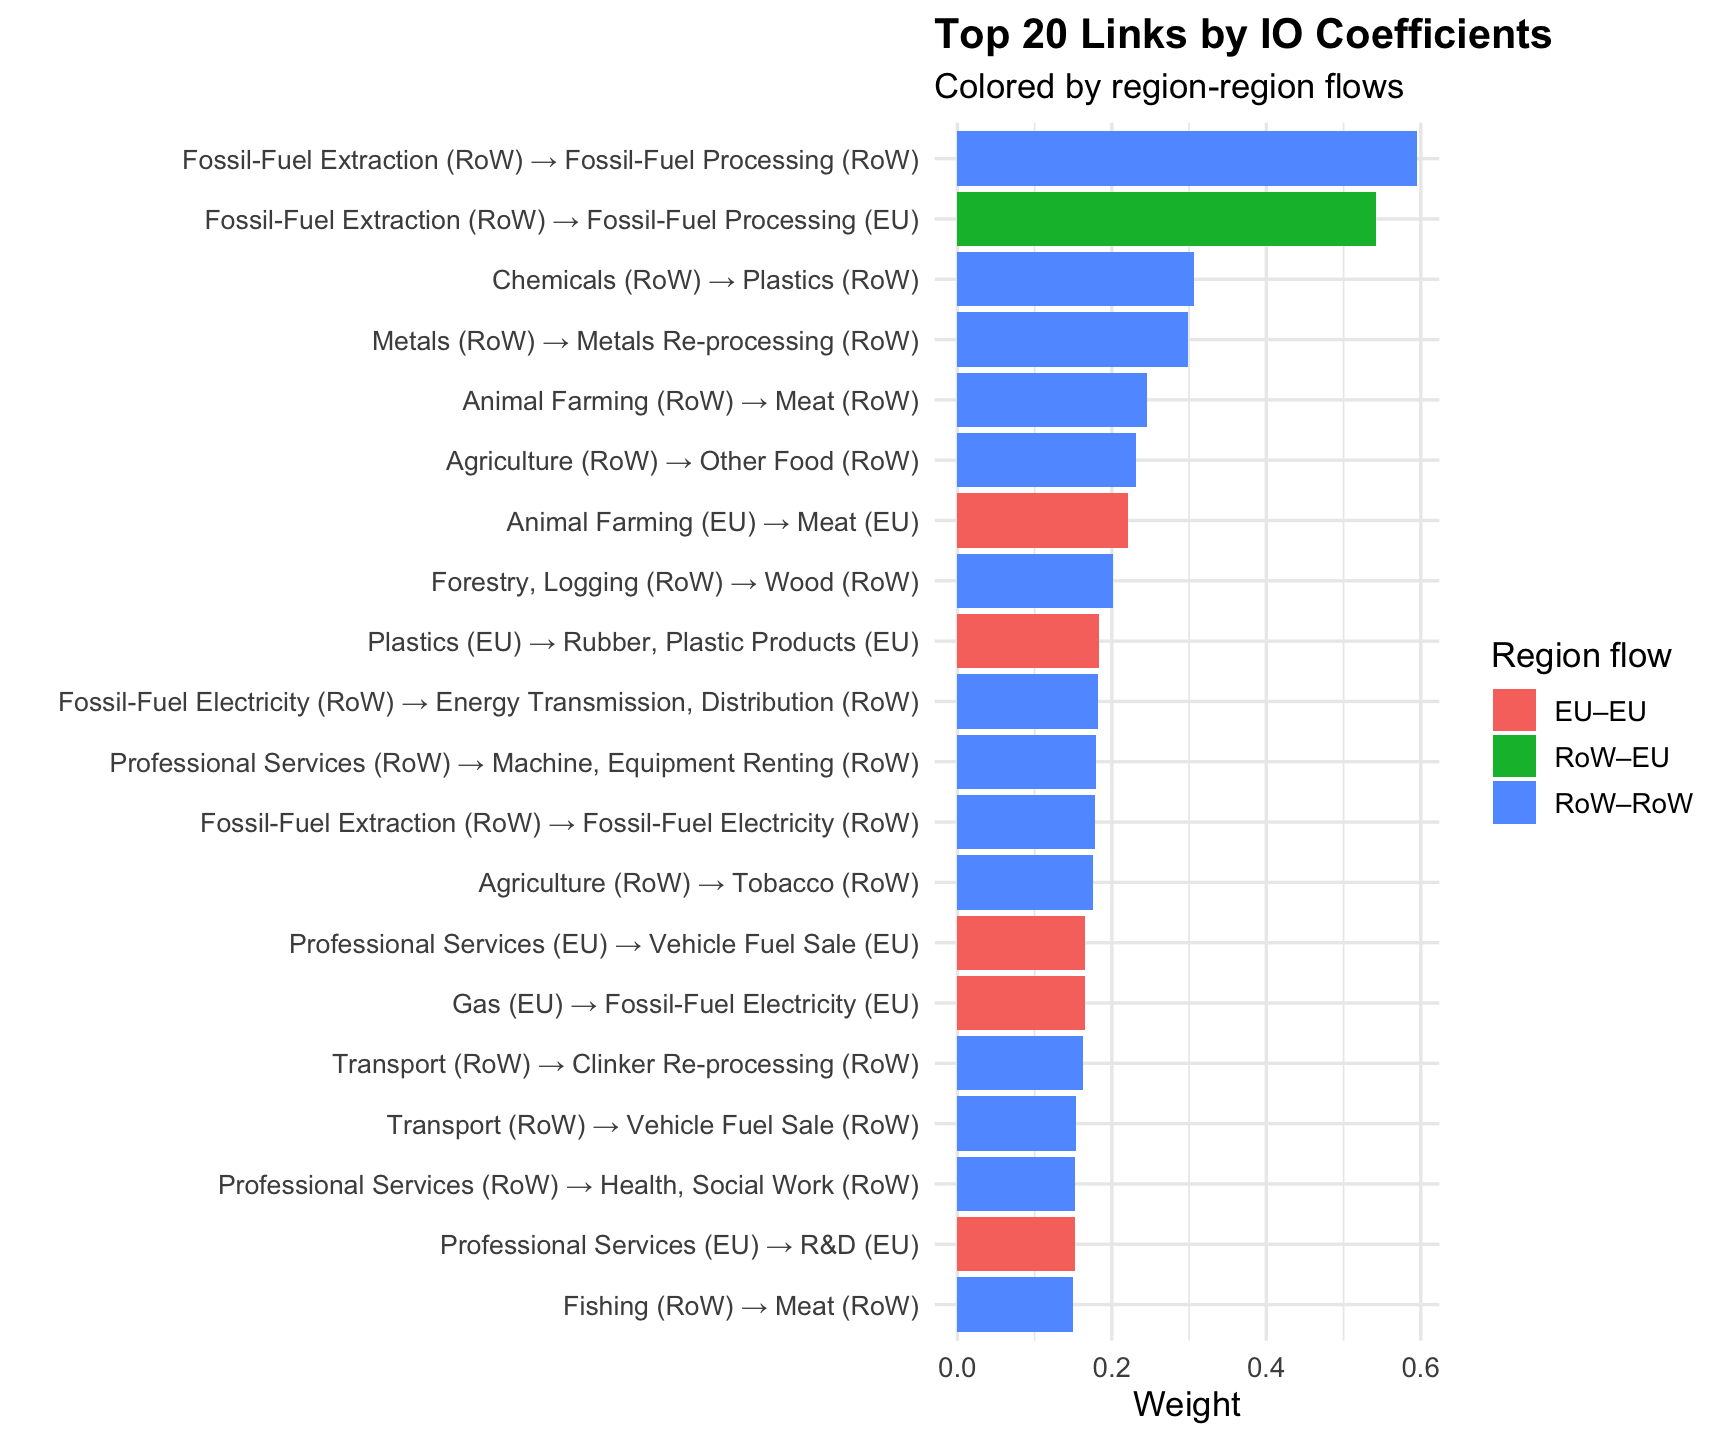 Top 20 Links by IO Coefficients
Colored by region-region flows
Fossil-Fuel Extraction (RoW) → Fossil-Fuel Processing (RoW)
Fossil-Fuel Extraction (RoW) → Fossil-Fuel Processing (EU)
Chemicals (RoW) → Plastics (RoW)
Metals (RoW) → Metals Re-processing (RoW)
Animal Farming (RoW) → Meat (RoW)
Agriculture (RoW) → Other Food (RoW)
Animal Farming (EU) → Meat (EU)
Forestry, Logging (RoW) → Wood (RoW)
Plastics (EU) → Rubber, Plastic Products (EU)
Fossil-Fuel Electricity (RoW) → Energy Transmission, Distribution (RoW)
Professional Services (RoW) → Machine, Equipment Renting (RoW)
Fossil-Fuel Extraction (RoW) → Fossil-Fuel Electricity (RoW)
Agriculture (RoW) → Tobacco (RoW)
Professional Services (EU) → Vehicle Fuel Sale (EU)
Gas (EU) → Fossil-Fuel Electricity (EU)
Transport (RoW) → Clinker Re-processing (RoW)
Transport (RoW) → Vehicle Fuel Sale (RoW)
Professional Services (RoW) → Health, Social Work (RoW)
Professional Services (EU) → R&D (EU)
Fishing (RoW) → Meat (RoW)
0.0 0.2 0.4 0.6
Weight
Region flow
EU–EU
RoW–EU
RoW–RoW